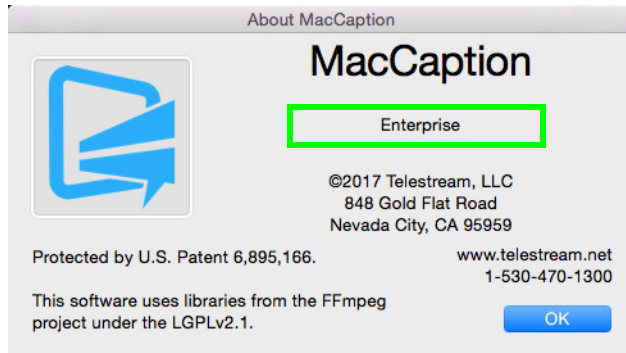 About MacCaption
MacCaption
Enterprise
©2017 Telestream, LLC
848 Gold Flat Road
Nevada City, CA 95959
Protected by U.S. Patent 6,895,166.
www.telestream.net
1-530-470-1300
This software uses libraries from the FFmpeg
project under the LGPLv2.1.
OK